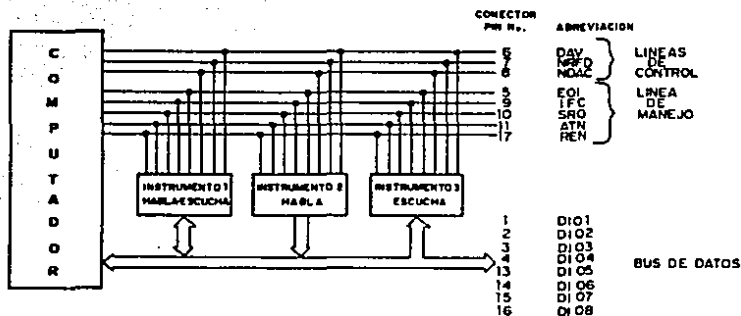 CONECTOR
PIN No. ABREVIACION
COMPUTADOR
6 DAV
7 NRFD
8 NDAC
LINEAS
DE
CONTROL
5 EOI
9 IFC
10 SRQ
11 ATN
17 REN
LINEA
DE
MANEJO
INSTRUMENTO 1
HABLA-ESCUCHA
INSTRUMENTO 2
HABLA
INSTRUMENTO 3
ESCUCHA
1 DIO1
2 DIO2
3 DIO3
4 DIO4
13 DIO5
14 DIO6
15 DIO7
16 DIO8
BUS DE DATOS